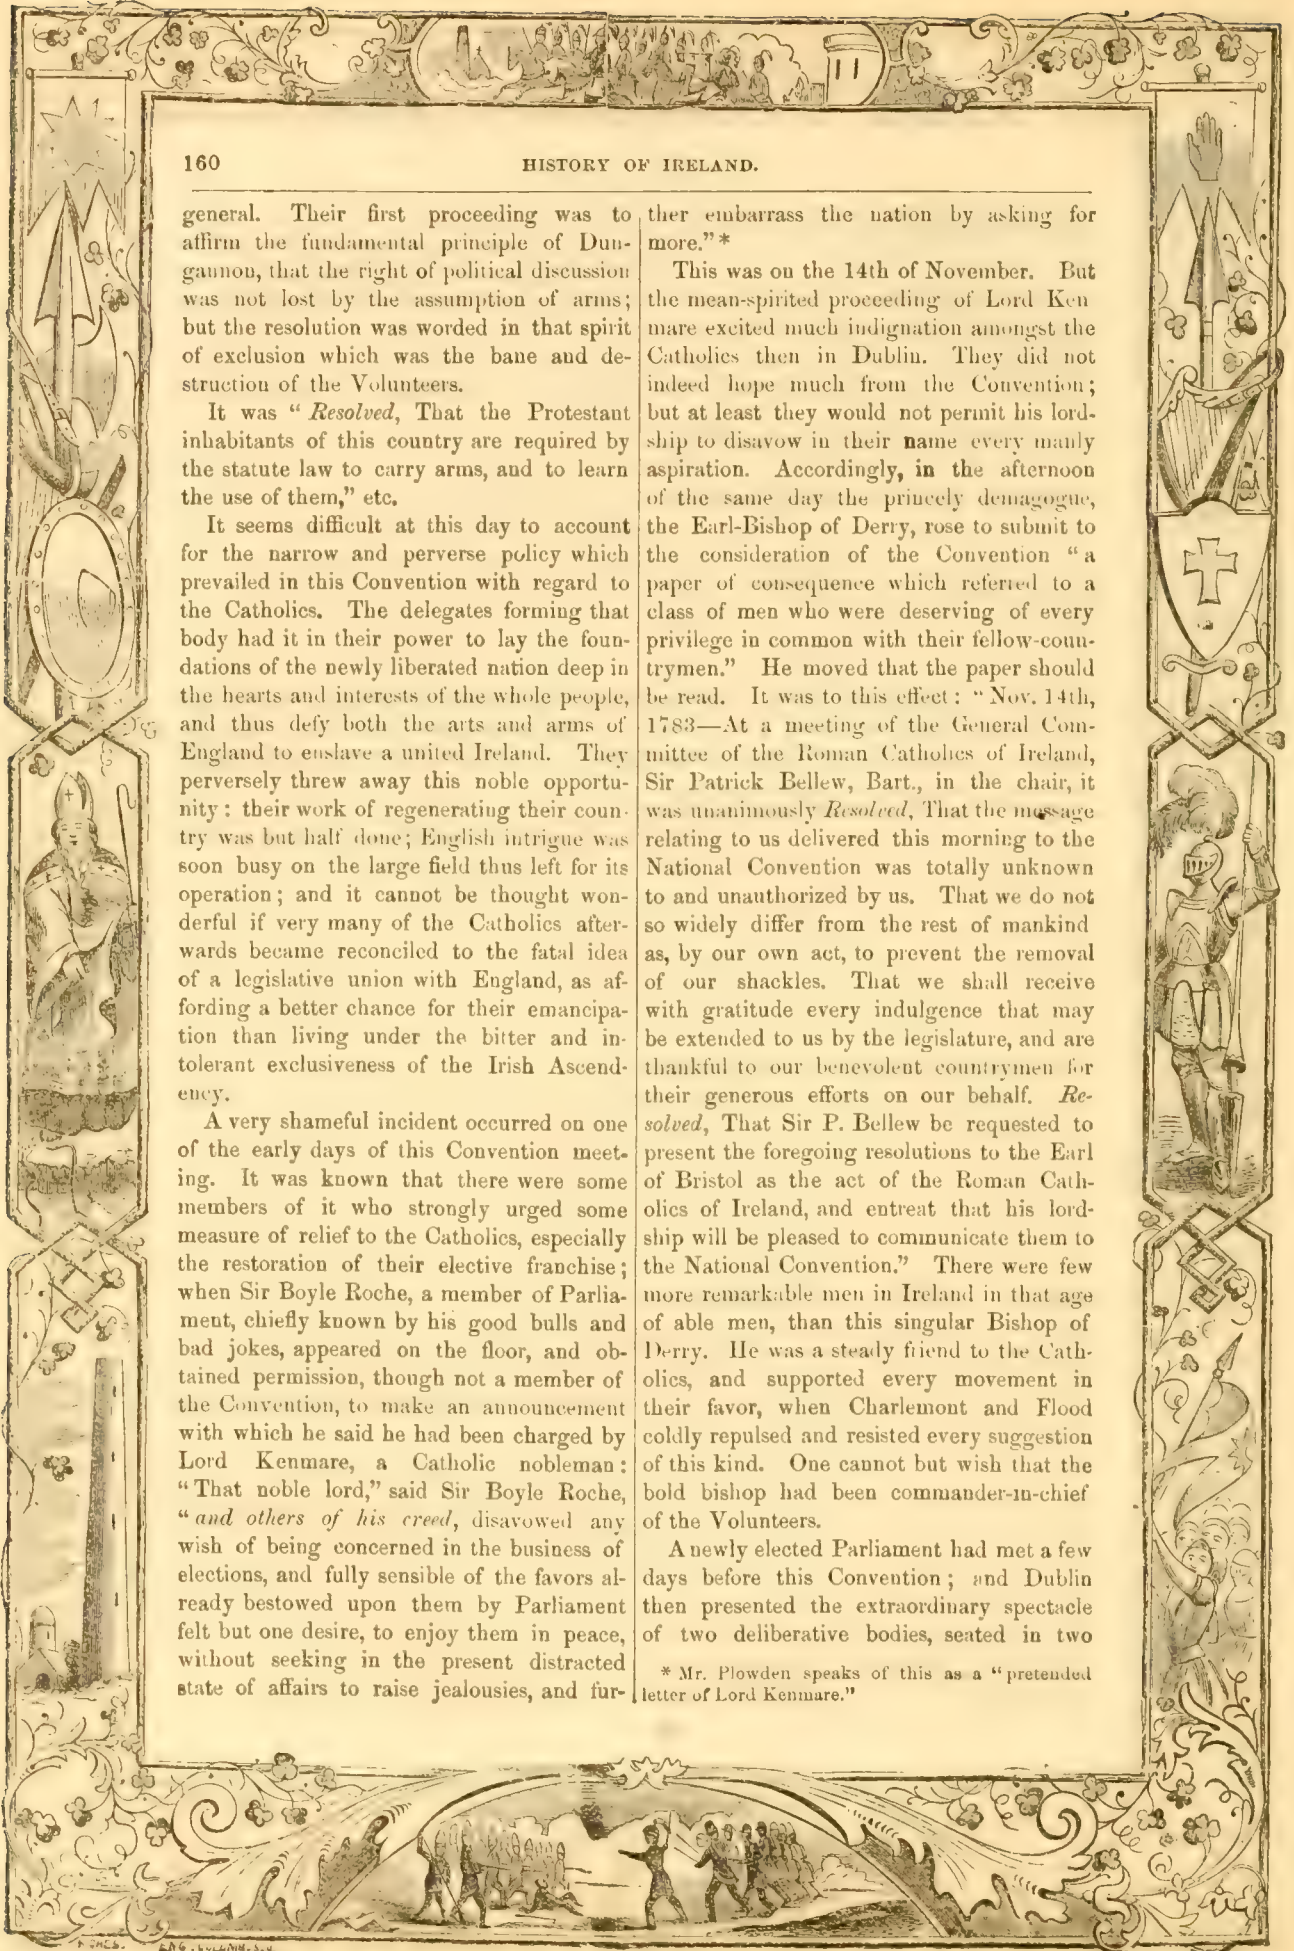 160
HISTORY OF IRELAND.
general. Their first proceeding was to
affirm the fundamental principle of Dun-
gannon, that the right of political discussion
was not lost by the assumption of arms;
but the resolution was worded in that spirit
of exclusion which was the bane and de-
struction of the Volunteers.
It was “ Resolved, That the Protestant
inhabitants of this country are required by
the statute law to carry arms, and to learn
the use of them,” etc.
It seems difficult at this day to account
for the narrow and perverse policy which
prevailed in this Convention with regard to
the Catholics. The delegates forming that
body had it in their power to lay the foun-
dations of the newly liberated nation deep in
the hearts and interests of the whole people,
and thus defy both the arts and arms of
England to enslave a united Ireland. They
perversely threw away this noble opportu-
nity : their work of regenerating their coun-
try was but half done; English intrigue was
soon busy on the large field thus left for its
operation; and it cannot be thought won-
derful if very many of the Catholics after-
wards became reconciled to the fatal idea
of a legislative union with England, as af-
fording a better chance for their emancipa-
tion than living under the bitter and in-
tolerant exclusiveness of the Irish Ascend-
ency.
A very shameful incident occurred on one
of the early days of this Convention meet-
ing. It was known that there were some
members of it who strongly urged some
measure of relief to the Catholics, especially
the restoration of their elective franchise;
when Sir Boyle Roche, a member of Parlia-
ment, chiefly known by his good bulls and
bad jokes, appeared on the floor, and ob-
tained permission, though not a member of
the Convention, to make an announcement
with which he said he had been charged by
Lord Kenmare, a Catholic nobleman :
“ That noble lord,” said Sir Boyle Roche,
“ and others of his creed, disavowed any
wish of being concerned in the business of
elections, and fully sensible of the favors al-
ready bestowed upon them by Parliament
felt but one desire, to enjoy them in peace,
without seeking in the present distracted
state of affairs to raise jealousies, and fur-
ther embarrass the nation by asking for
more.” *
This was on the 14th of November. But
the mean-spirited proceeding of Lord Ken
mare excited much indignation amongst the
Catholics then in Dublin. They did not
indeed hope much from the Convention;
but at least they would not permit his lord-
ship to disavow in their name every manly
aspiration. Accordingly, in the afternoon
of the same day the princely demagogue,
the Earl-Bishop of Derry, rose to submit to
the consideration of the Convention “ a
paper of consequence which referred to a
class of men who were deserving of every
privilege in common with their fellow-coun-
trymen.” He moved that the paper should
be read. It was to this effect : “ Nov. 14th,
1783—At a meeting of the General Com-
mittee of the Roman Catholics of Ireland,
Sir Patrick Bellew, Bart., in the chair, it
was unanimously Resolved, That the message
relating to us delivered this morning to the
National Convention was totally unknown
to and unauthorized by us. That we do not
so widely differ from the rest of mankind
as, by our own act, to prevent the removal
of our shackles. That we shall receive
with gratitude every indulgence that may
be extended to us by the legislature, and are
thankful to our benevolent countrymen for
their generous efforts on our behalf. Re-
solved, That Sir P. Bellew be requested to
present the foregoing resolutions to the Earl
of Bristol as the act of the Roman Cath-
olics of Ireland, and entreat that his lord-
ship will be pleased to communicate them to
the National Convention.” There were few
more remarkable men in Ireland in that age
of able men, than this singular Bishop of
Derry. He was a steady friend to the Cath-
olics, and supported every movement in
their favor, when Charlemont and Flood
coldly repulsed and resisted every suggestion
of this kind. One cannot but wish that the
bold bishop had been commander-in-chief
of the Volunteers.
A newly elected Parliament had met a few
days before this Convention; and Dublin
then presented the extraordinary spectacle
of two deliberative bodies, seated in two
* Mr. Plowden speaks of this as a “ pretended
letter of Lord Kenmare.”